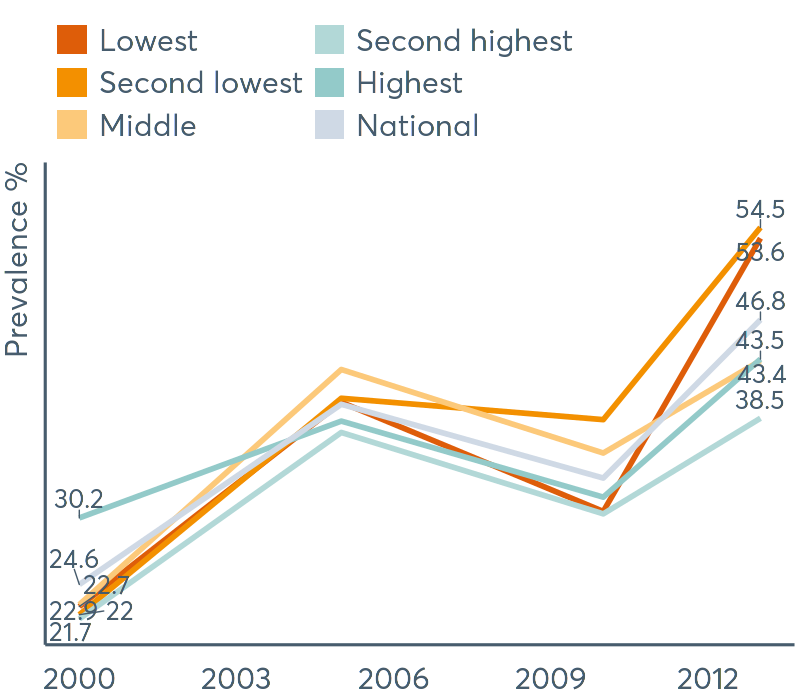 Lowest
Second lowest
Middle
Second highest
Highest
National
Prevalence %
54.5
53.6
46.8
43.5
43.4
38.5
30.2
24.6
22.7
22.9
22
21.7
2000 2003 2006 2009 2012